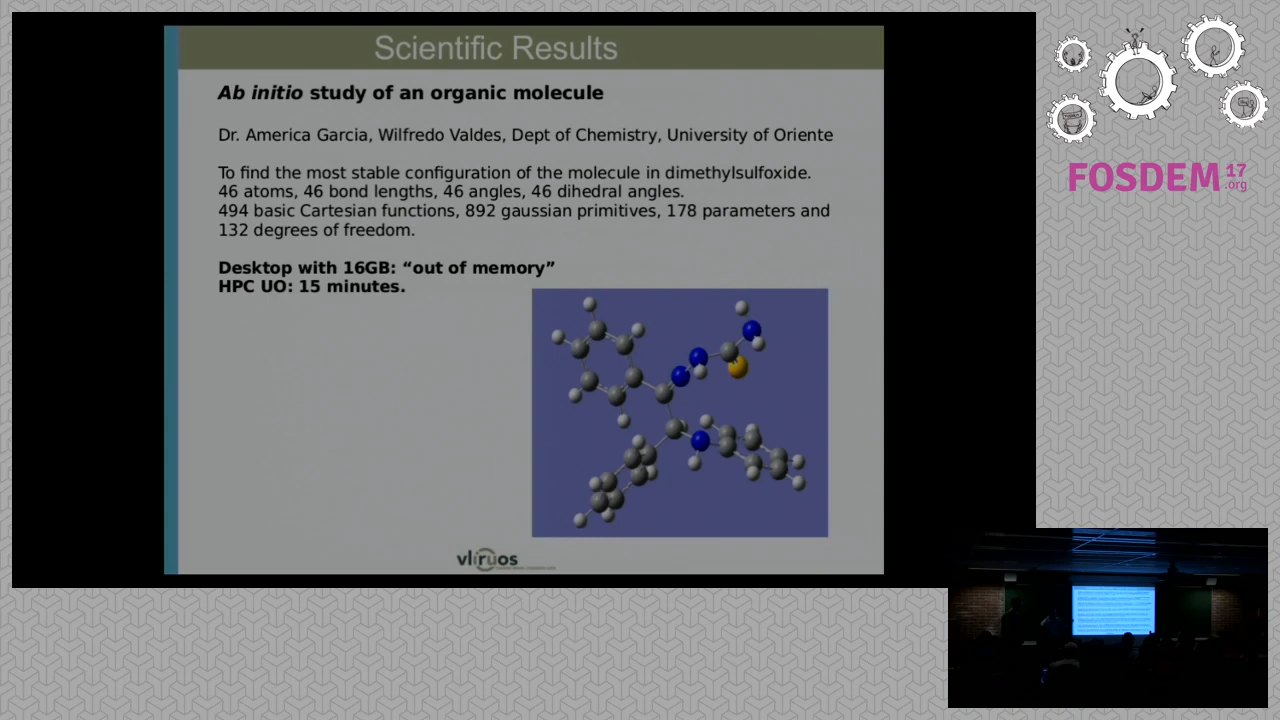 Scientific Results
Ab initio study of an organic molecule
Dr. America Garcia, Wilfredo Valdes, Dept of Chemistry, University of Oriente
To find the most stable configuration of the molecule in dimethylsulfoxide.
46 atoms, 46 bond lengths, 46 angles, 46 dihedral angles.
494 basic Cartesian functions, 892 gaussian primitives, 178 parameters and
132 degrees of freedom.
Desktop with 16GB: “out of memory”
HPC UO: 15 minutes.
vliruos
FOSDEM 17
.org